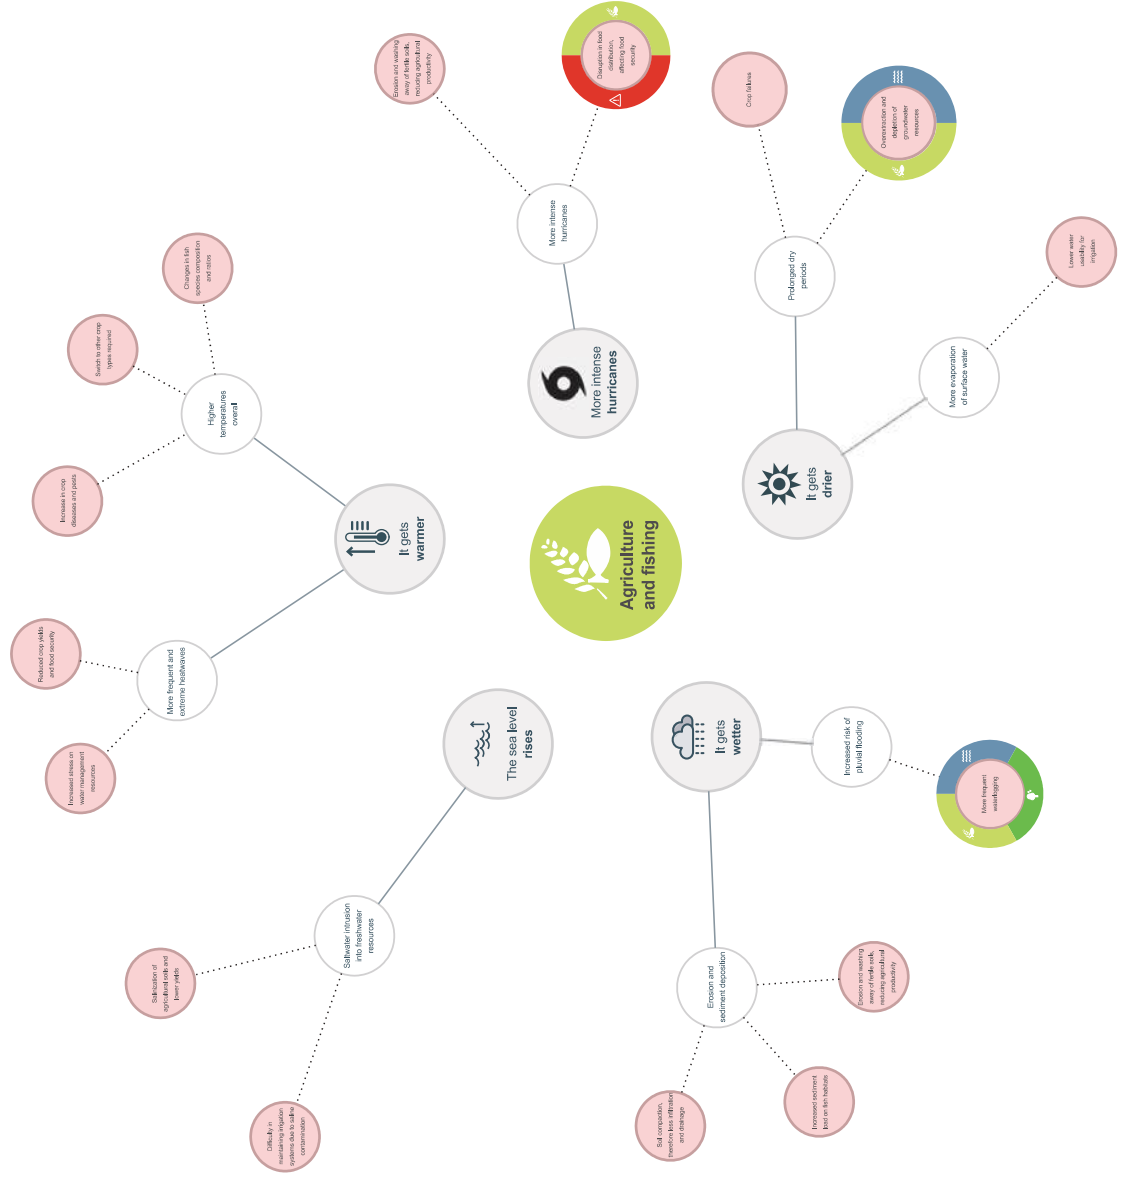 Agriculture
and fishing
It gets
warmer
Higher
temperatures
overall
Increase in crop
diseases and pests
Switch to other crop
types required
Changes in fish
species composition
and ratios
More frequent and
extreme heatwaves
Reduced crop yields
and food security
Increased stress on
water management
resources
More intense
hurricanes
More intense
hurricanes
Erosion and washing
away of fertile soils,
reducing agricultural
productivity
Disruption in food
distribution,
affecting food
security
It gets
drier
Prolonged dry
periods
Crop failures
Overextraction and
depletion of
groundwater
resources
More evaporation
of surface water
Lower water
usability for
irrigation
It gets
wetter
Increased risk of
pluvial flooding
More frequent
waterlogging
Erosion and
sediment deposition
Erosion and washing
away of fertile soils,
reducing agricultural
productivity
Increased sediment
load on fish habitats
Soil compaction,
therefore less infiltration
and drainage
The sea level
rises
Saltwater intrusion
into freshwater
resources
Salinization of
agricultural soils and
lower yields
Difficulty in
maintaining irrigation
systems due to saline
contamination